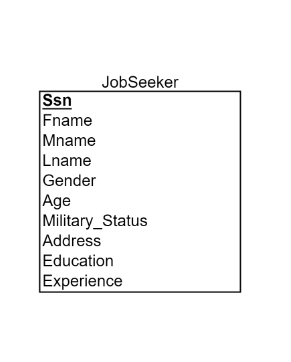 JobSeeker
Ssn
Fname
Mname
Lname
Gender
Age
Military_Status
Address
Education
Experience